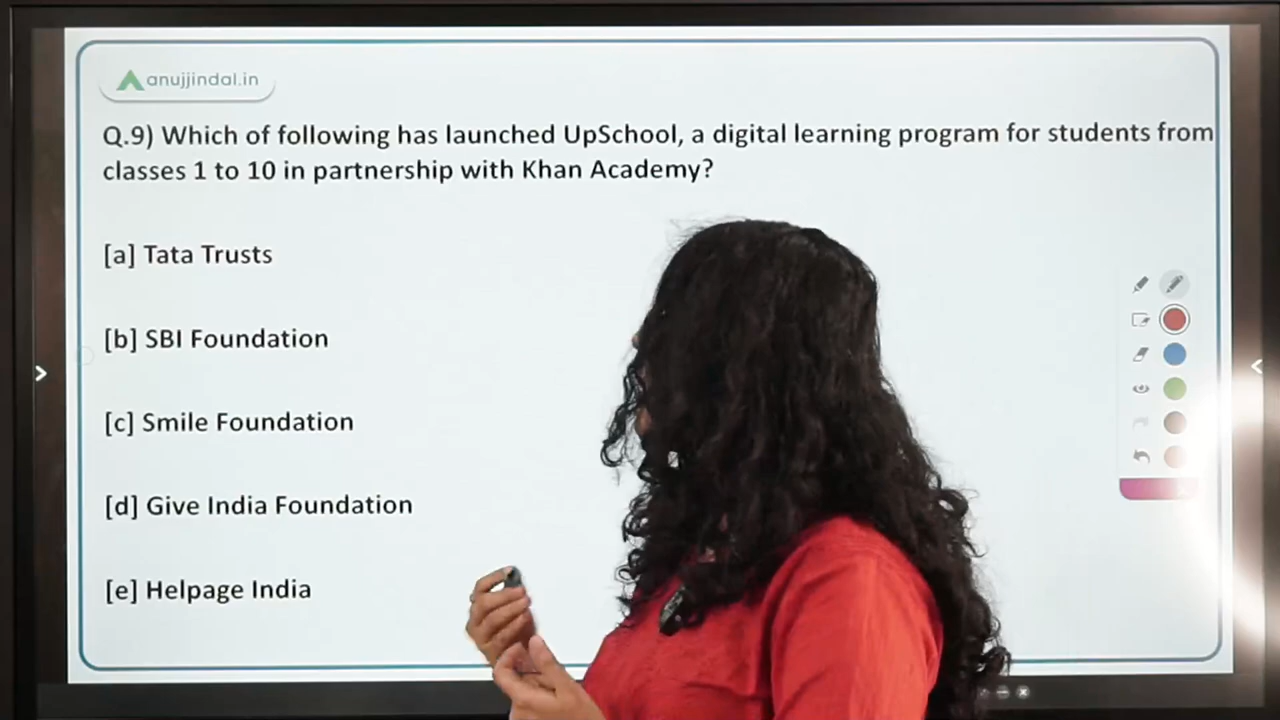 anujjindal.in
Q.9) Which of following has launched UpSchool, a digital learning program for students from
classes 1 to 10 in partnership with Khan Academy?
[a] Tata Trusts
[b] SBI Foundation
[c] Smile Foundation
[d] Give India Foundation
[e] Helpage India